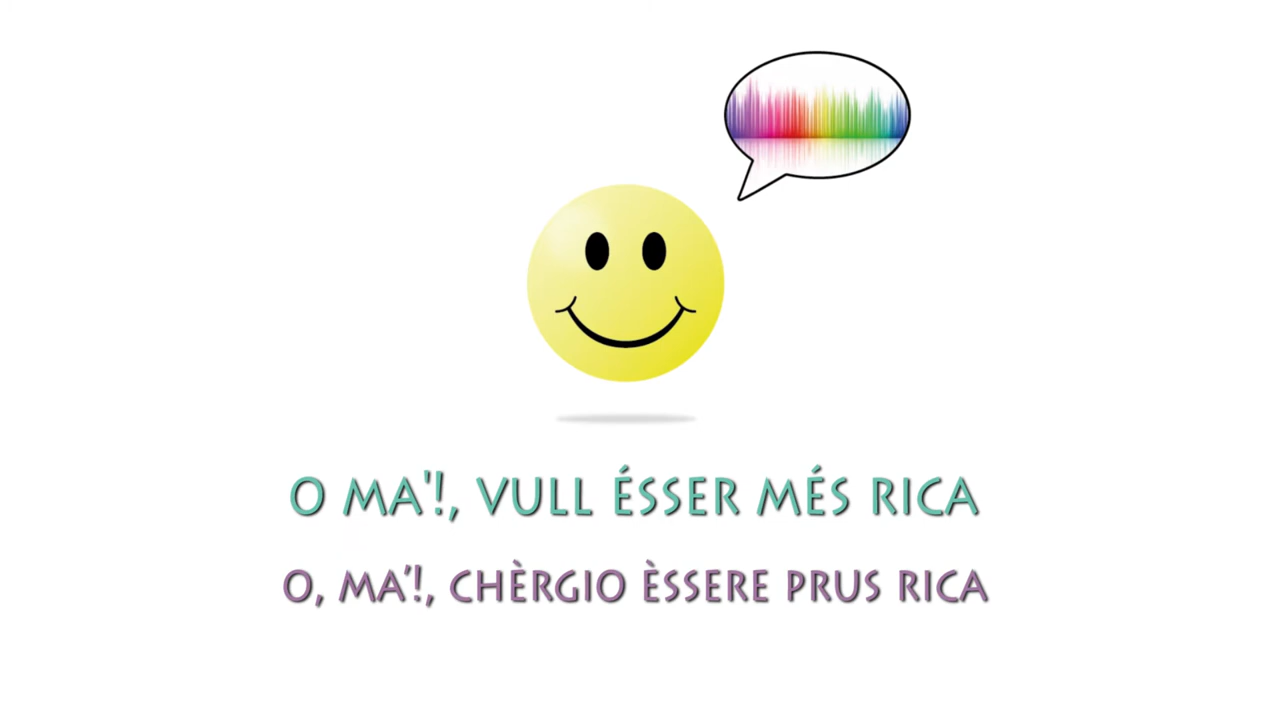 O MA'!, VULL ÉSSER MÉS RICA
O, MA'!, CHÈRGIO ÈSSERE PRUS RICA